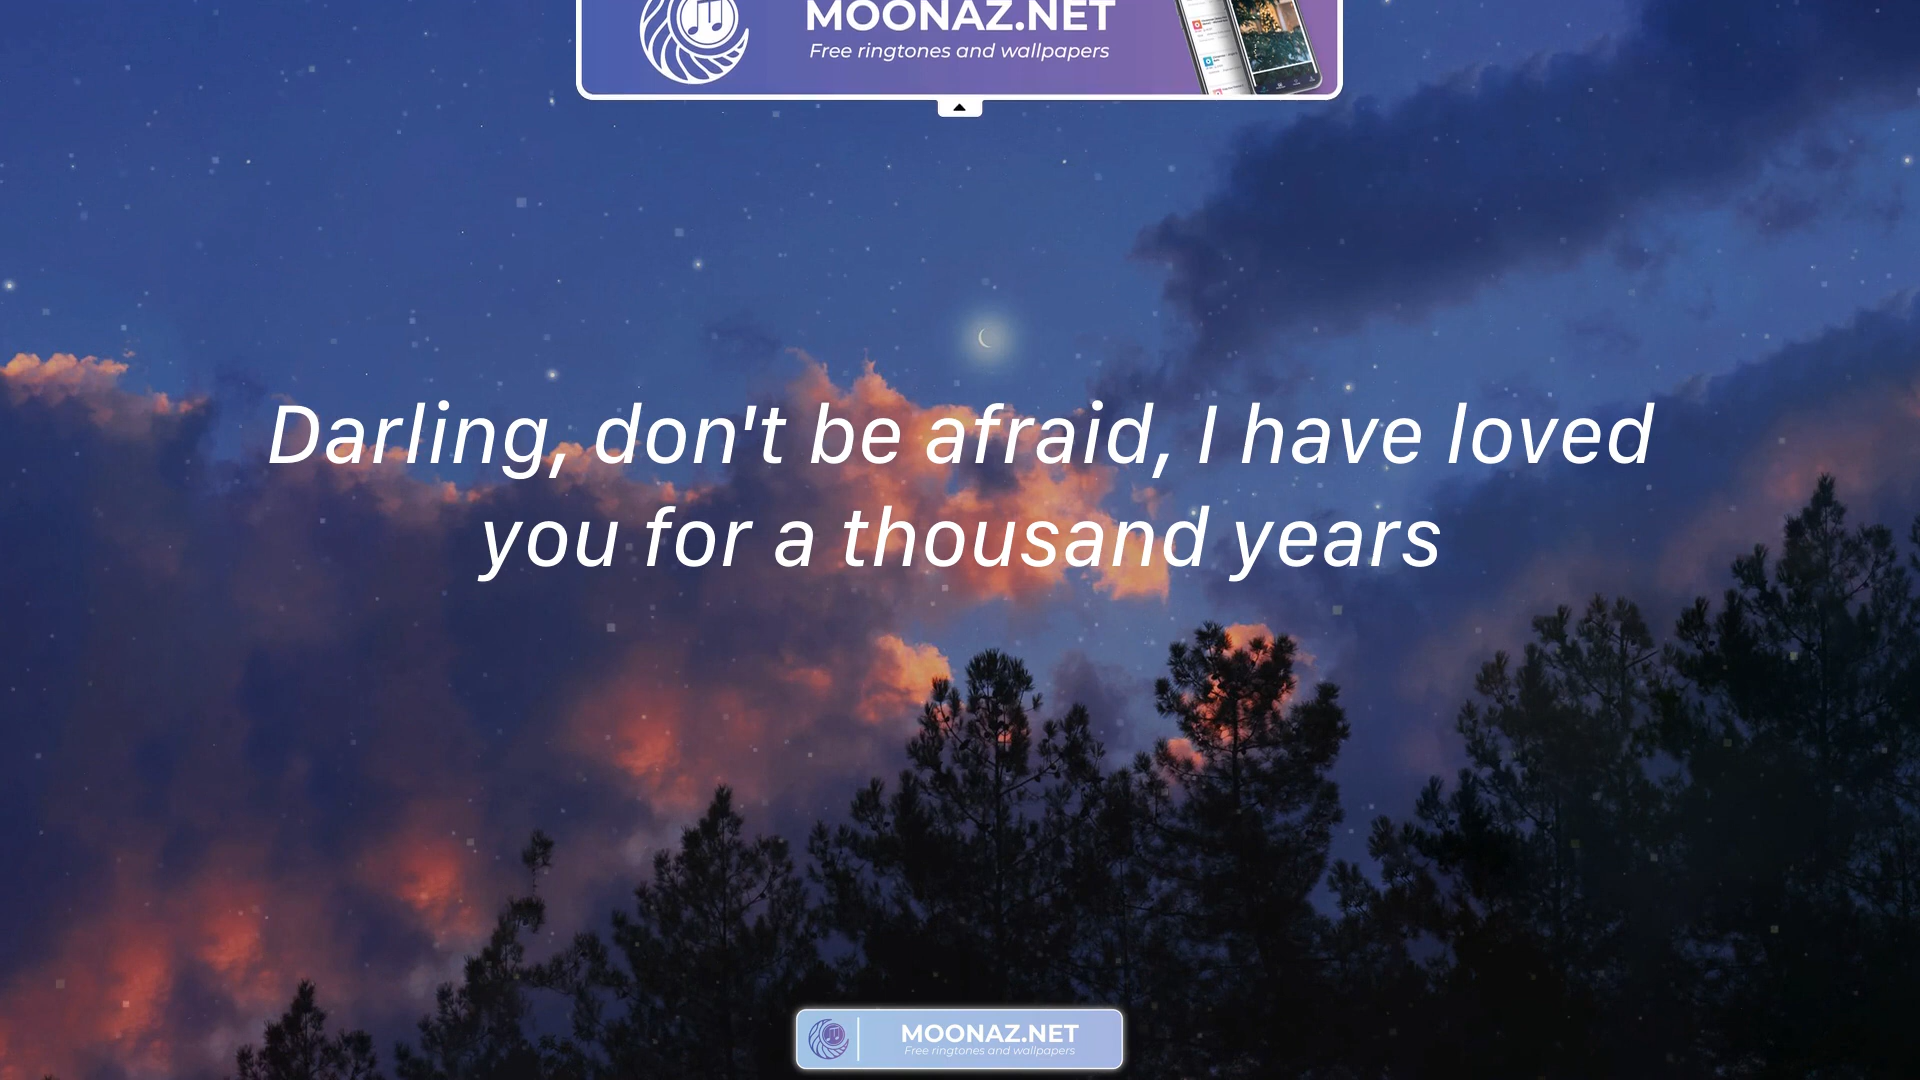 MOONAZ.NET
Free ringtones and wallpapers
Darling, don't be afraid, I have loved
you for a thousand years
MOONAZ.NET
Free ringtones and wallpapers